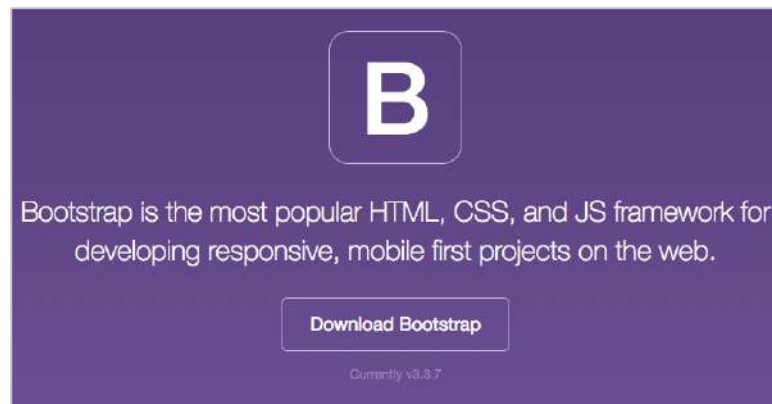 B
Bootstrap is the most popular HTML, CSS, and JS framework for
developing responsive, mobile first projects on the web.
Download Bootstrap
Currently v3.3.7